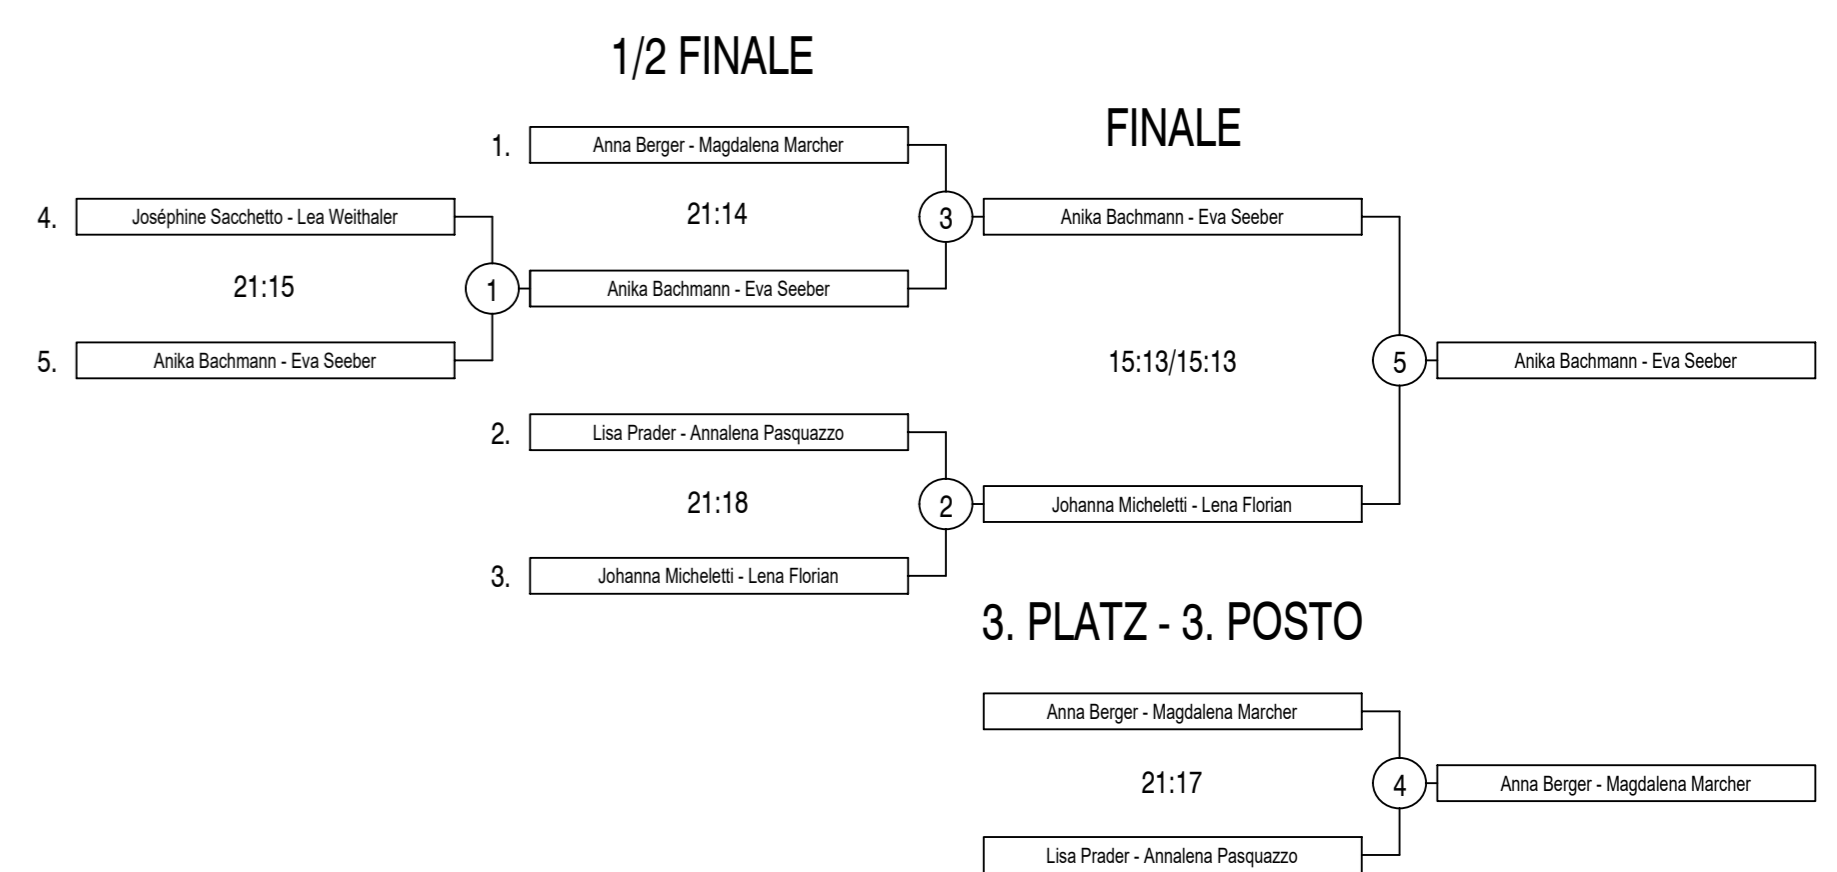 1/2 FINALE
FINALE
1.
Anna Berger - Magdalena Marcher
4.
Joséphine Sacchetto - Lea Weithaler
21:14
3
Anika Bachmann - Eva Seeber
21:15
1
Anika Bachmann - Eva Seeber
5.
Anika Bachmann - Eva Seeber
15:13/15:13
5
Anika Bachmann - Eva Seeber
2.
Lisa Prader - Annalena Pasquazzo
21:18
2
Johanna Micheletti - Lena Florian
3.
Johanna Micheletti - Lena Florian
3. PLATZ - 3. POSTO
Anna Berger - Magdalena Marcher
21:17
4
Anna Berger - Magdalena Marcher
Lisa Prader - Annalena Pasquazzo